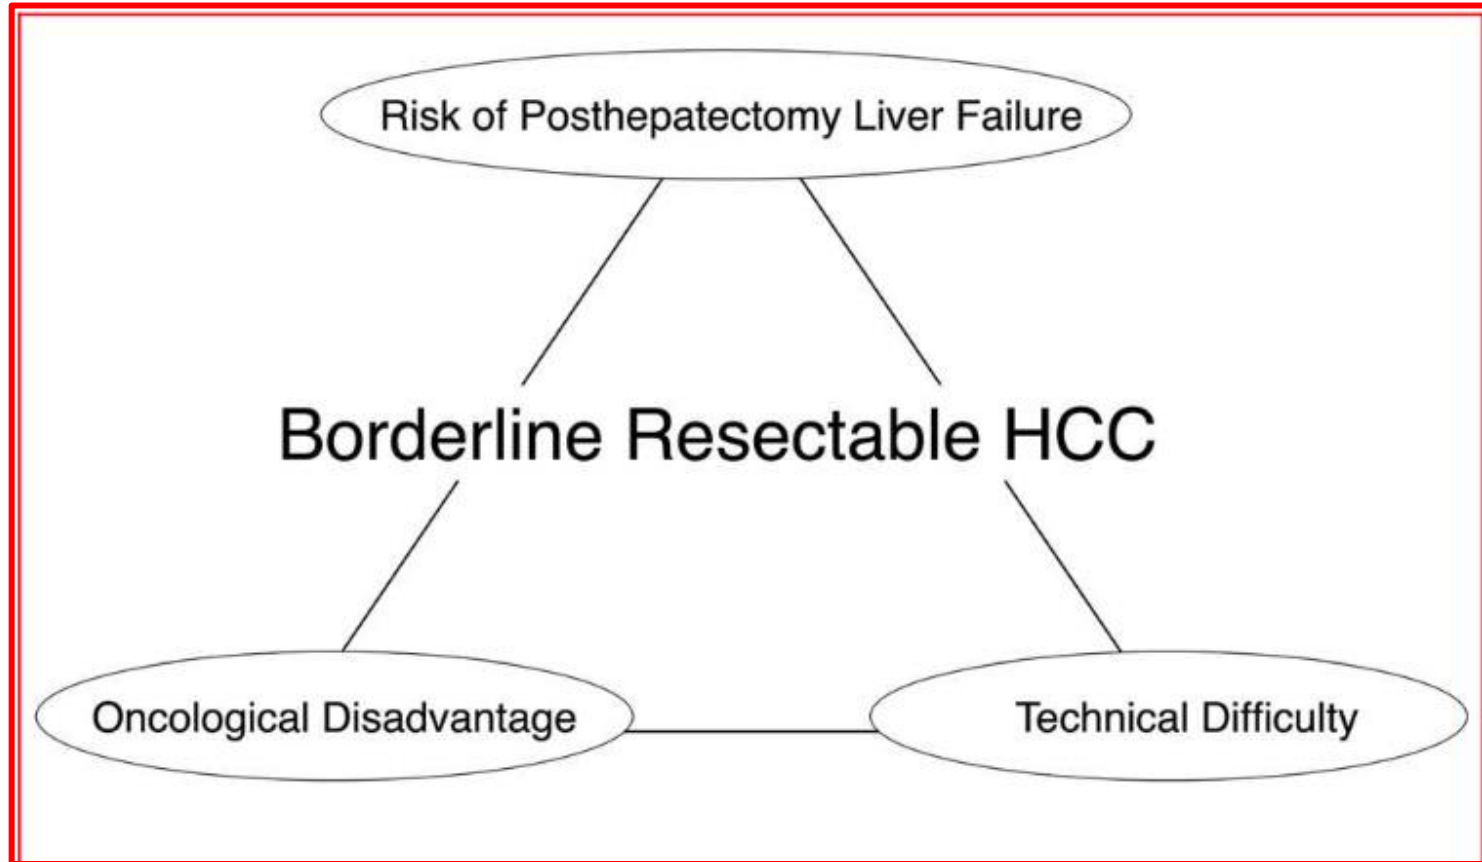 Risk of Posthepatectomy Liver Failure
Borderline Resectable HCC
Oncological Disadvantage
Technical Difficulty